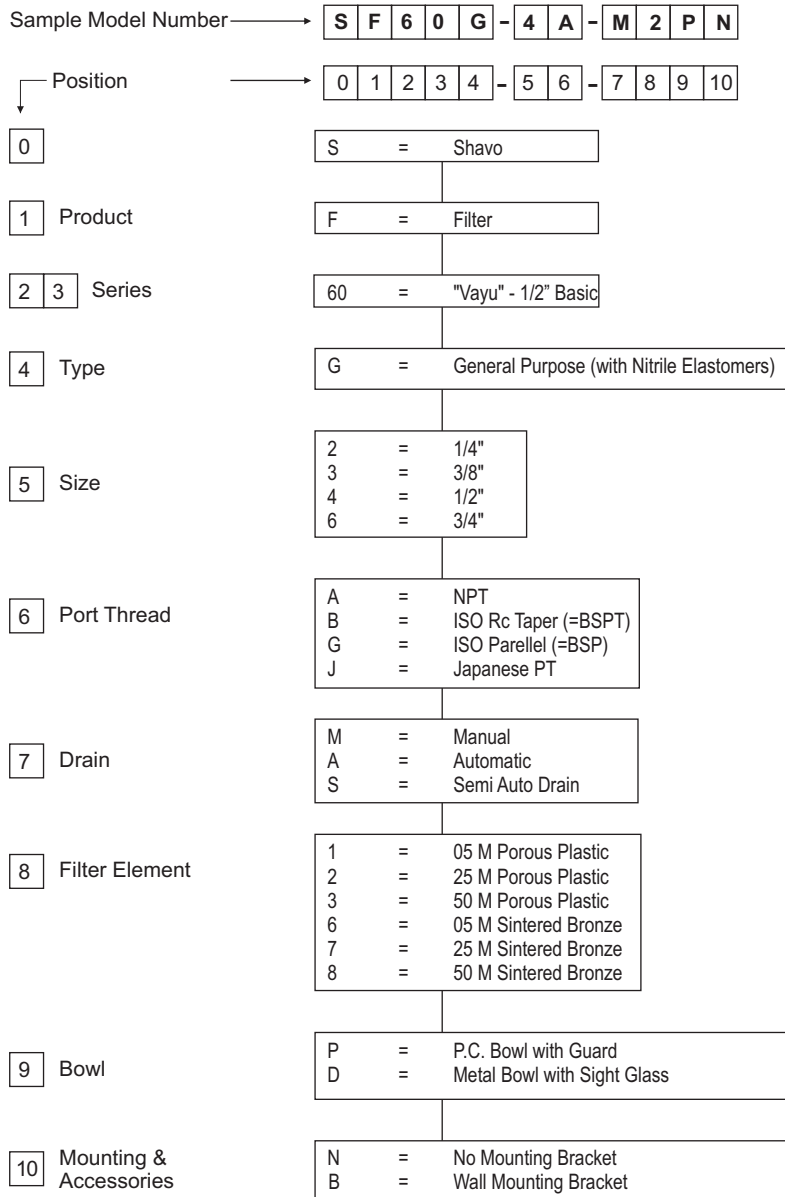 Sample Model Number S F 6 0 G - 4 A - M 2 P N
Position 0 1 2 3 4 - 5 6 - 7 8 9 10
0 S = Shavo
1 Product F = Filter
2 3 Series 60 = "Vayu" - 1/2” Basic
4 Type G = General Purpose (with Nitrile Elastomers)
5 Size
2 = 1/4"
3 = 3/8"
4 = 1/2"
6 = 3/4"
6 Port Thread
A = NPT
B = ISO Rc Taper (=BSPT)
G = ISO Parellel (=BSP)
J = Japanese PT
7 Drain
M = Manual
A = Automatic
S = Semi Auto Drain
8 Filter Element
1 = 05 M Porous Plastic
2 = 25 M Porous Plastic
3 = 50 M Porous Plastic
6 = 05 M Sintered Bronze
7 = 25 M Sintered Bronze
8 = 50 M Sintered Bronze
9 Bowl
P = P.C. Bowl with Guard
D = Metal Bowl with Sight Glass
10 Mounting &
Accessories
N = No Mounting Bracket
B = Wall Mounting Bracket